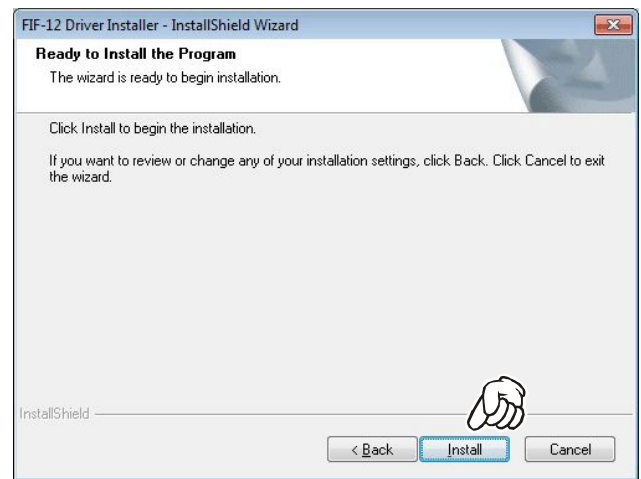 FIF-12 Driver Installer - InstallShield Wizard
Ready to Install the Program
The wizard is ready to begin installation.
Click Install to begin the installation.
If you want to review or change any of your installation settings, click Back. Click Cancel to exit
the wizard.
InstallShield
< Back
Install
Cancel